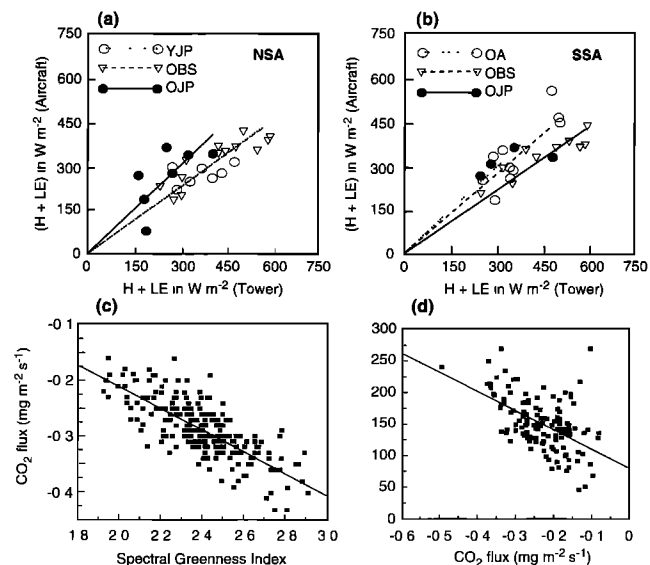 (a)
(b)
750
600
450
300
150
0
(H + LE) in W m⁻² (Aircraft)
YJP
OBS
OJP
NSA
0 150 300 450 600 750
H + LE in W m⁻² (Tower)
750
600
450
300
150
0
(H + LE) in W m⁻² (Aircraft)
OA
OBS
OJP
SSA
0 150 300 450 600 750
H + LE in W m⁻² (Tower)
(c)
(d)
-0 1
-0.2
-0.3
-0 4
CO₂ flux (mg m⁻² s⁻¹)
1 8 2 0 2 2 2 4 2 6 2 8 3 0
Spectral Greenness Index
300
250
200
150
100
50
0
-0 6 -0 5 -0 4 -0 3 -0 2 -0 1 0
CO₂ flux (mg m⁻² s⁻¹)